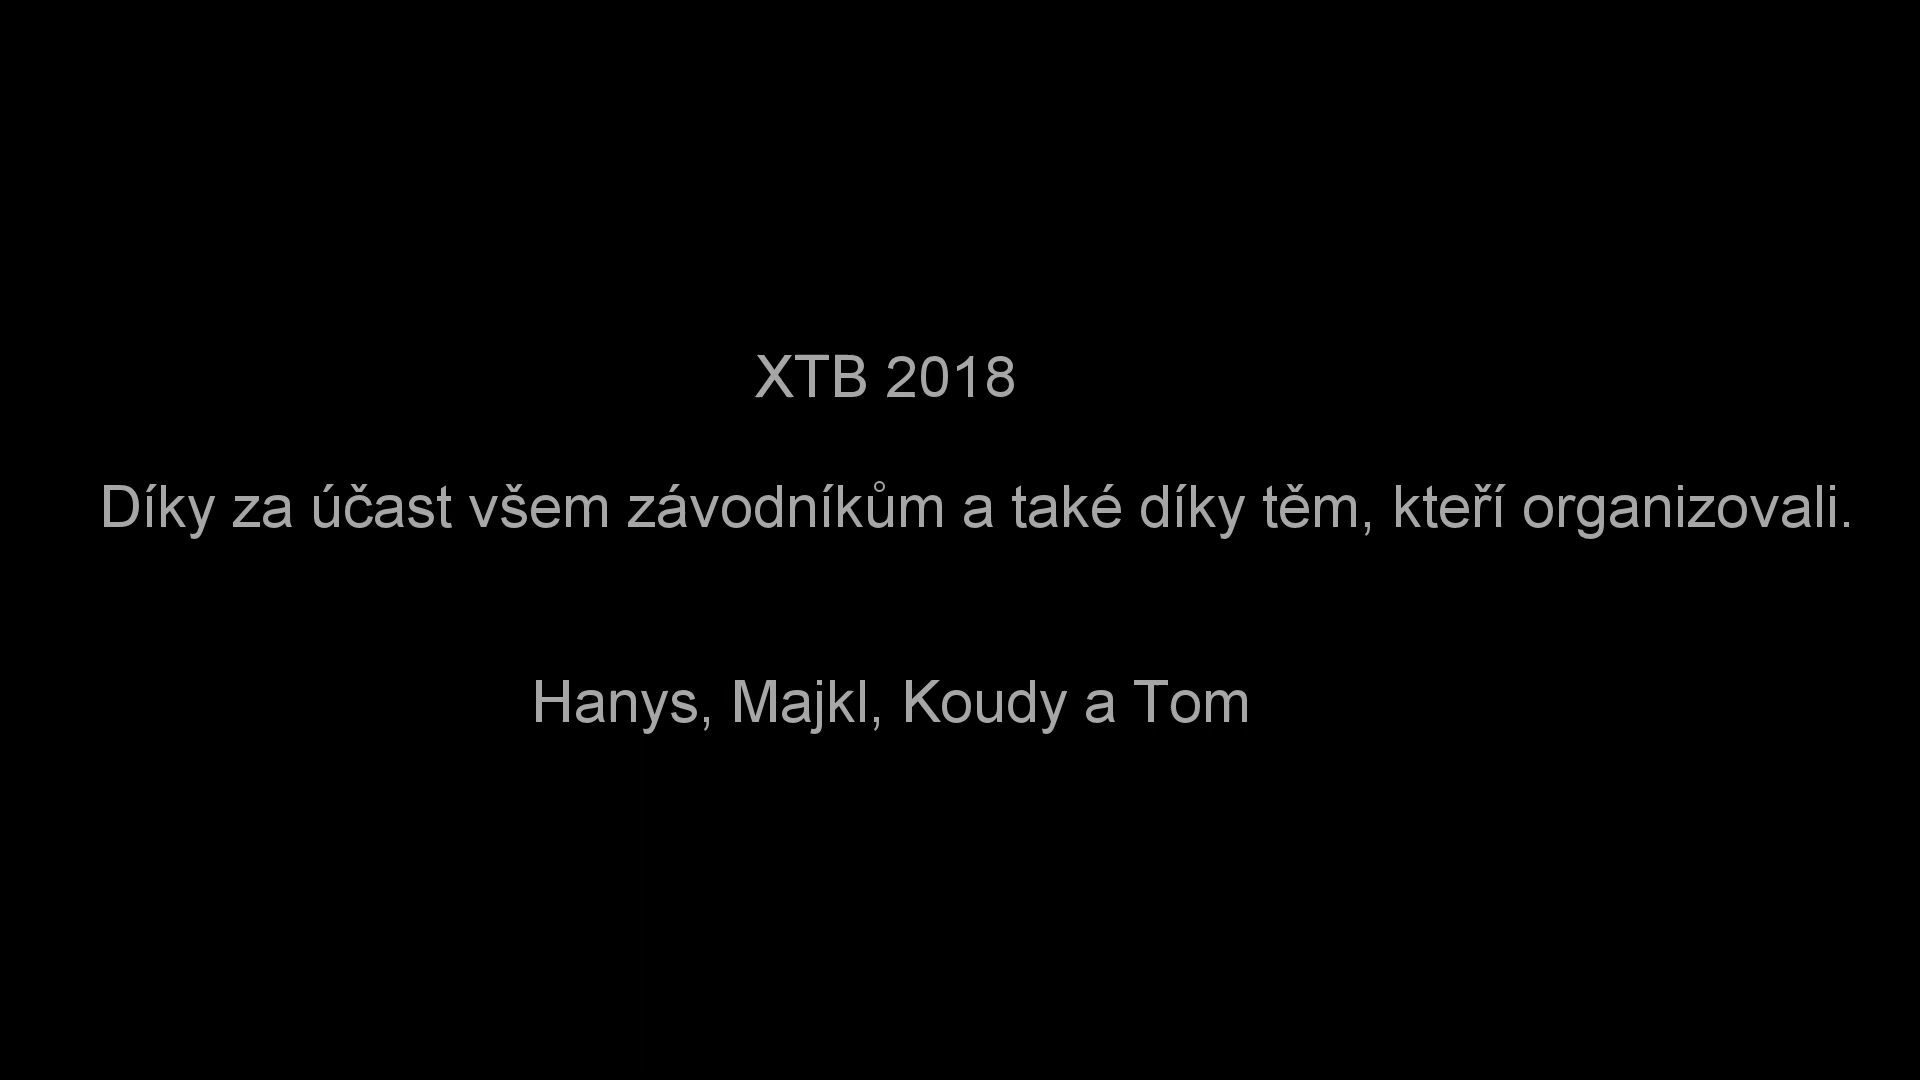 XTB 2018
Díky za účast všem závodníkům a také díky těm, kteří organizovali.
Hanys, Majkl, Koudy a Tom